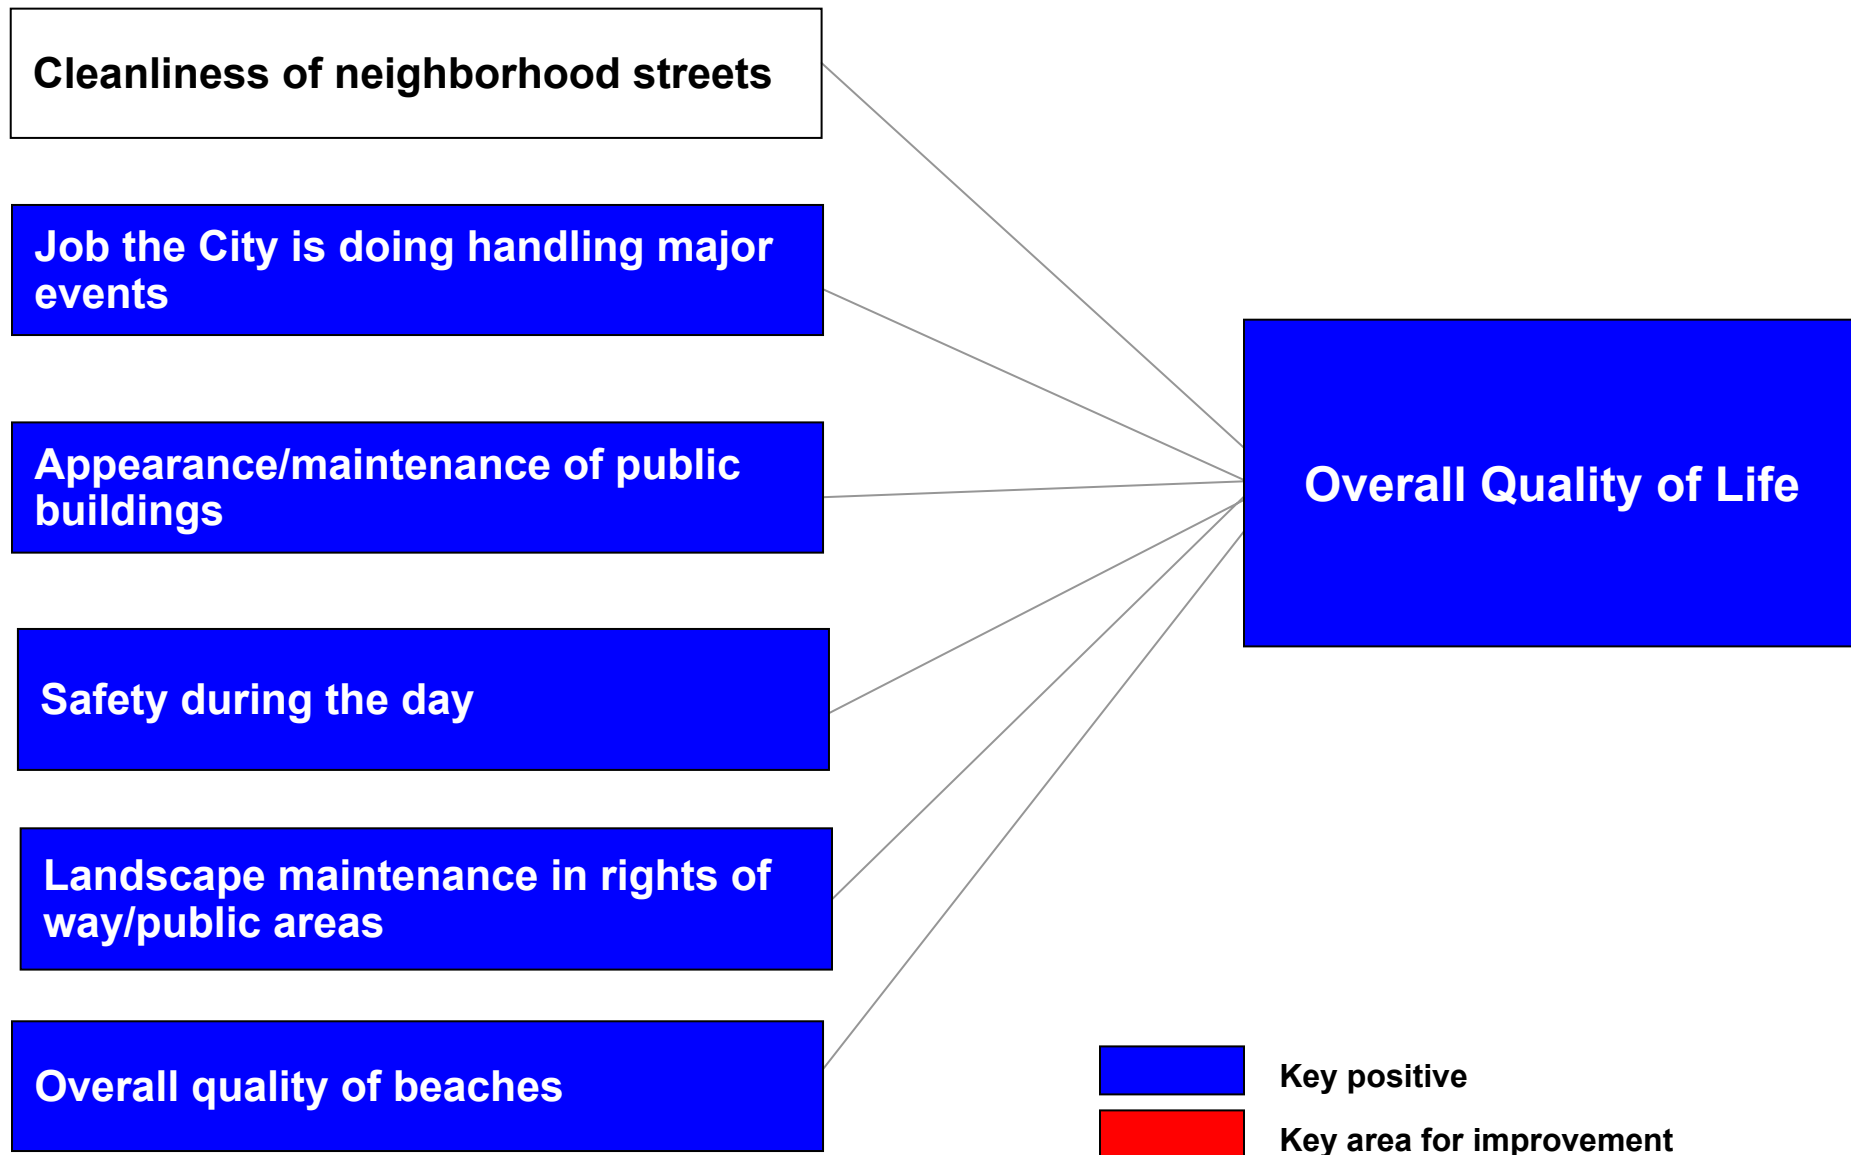 Cleanliness of neighborhood streets
Job the City is doing handling major
events
Appearance/maintenance of public
buildings
Overall Quality of Life
Safety during the day
Landscape maintenance in rights of
way/public areas
Overall quality of beaches
Key positive
Key area for improvement